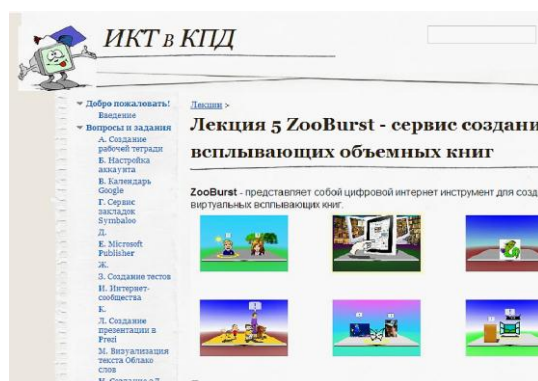 ИКТ в КПД
Добро пожаловать!
Введение
Вопросы и задания
А. Создание
рабочей тетради
Б. Настройка
аккаунта
В. Календарь
Google
Г. Сервис
закладок
Symbaloo
Д.
Е. Microsoft
Publisher
Ж.
З. Создание тестов
И. Интернет-
сообщества
К.
Л. Создание
презентации в
Prezi
М. Визуализация
текста Облако
слов
Лекции >
Лекция 5 ZooBurst - сервис создани
всплывающих объемных книг
ZooBurst - представляет собой цифровой интернет инструмент для созд
виртуальных всплывающих книг.